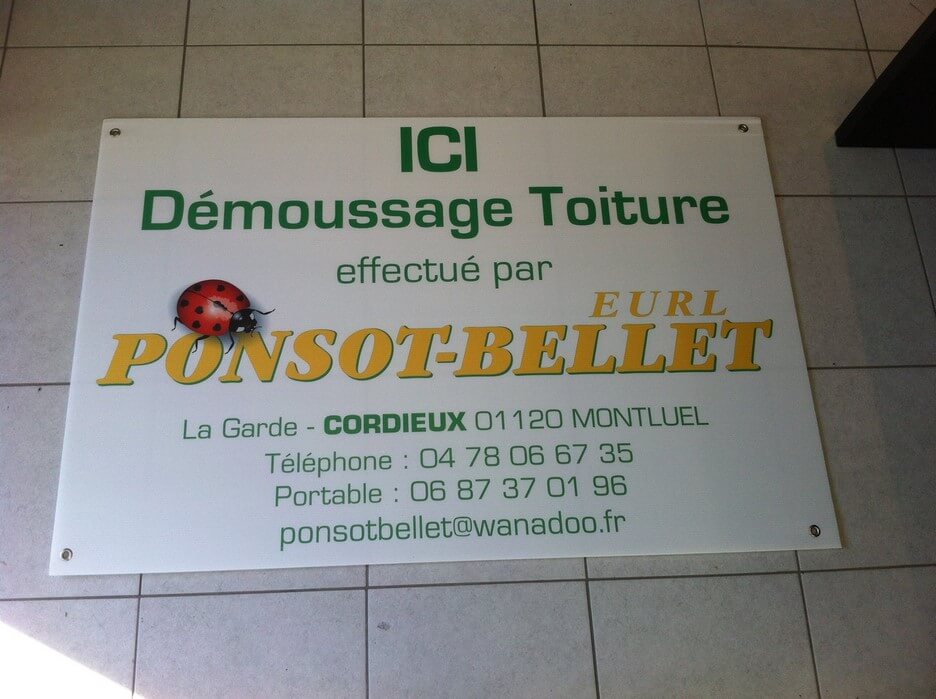 ICI
Démoussage Toiture
effectué par
EURL
PONSOT-BELLET
La Garde - CORDIEUX 01120 MONTLUEL
Téléphone : 04 78 06 67 35
Portable : 06 87 37 01 96
ponsotbellet@wanadoo.fr